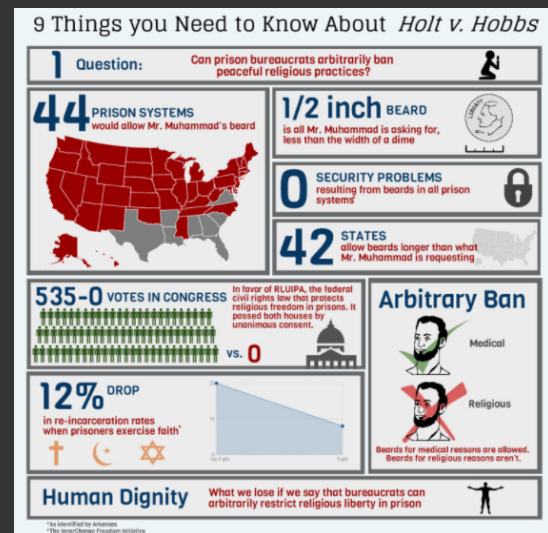 9 Things you Need to Know About Holt v. Hobbs
1 Question:
Can prison bureaucrats arbitrarily ban
peaceful religious practices?
44 PRISON SYSTEMS
would allow Mr. Muhammad's beard
1/2 inch BEARD
is all Mr. Muhammad is asking for,
less than the width of a dime
LIBERTY
0 SECURITY PROBLEMS
resulting from beards in all prison
systems*
42 STATES
allow beards longer than what
Mr. Muhammad is requesting
535-0 VOTES IN CONGRESS
vs. 0
In favor of RLUIPA, the federal
civil rights law that protects
religious freedom in prisons. It
passed both houses by
unanimous consent.
Arbitrary Ban
Medical
Religious
Beards for medical reasons are allowed.
Beards for religious reasons aren't.
12% DROP
in re-incarceration rates
when prisoners exercise faith*
No Faith
Faith
Human Dignity
What we lose if we say that bureaucrats can
arbitrarily restrict religious liberty in prison
*As identified by Arkansas
*The InnerChange Freedom Initiative